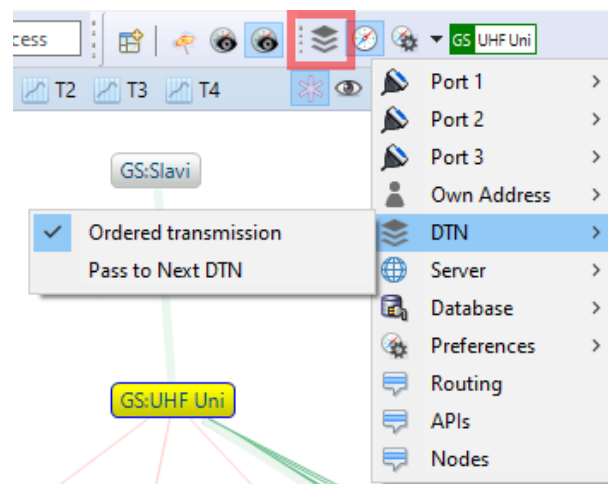 cess
GS UHF Uni
T2 T3 T4
Port 1
Port 2
Port 3
GS:Slavi
Own Address
Ordered transmission
DTN
Pass to Next DTN
Server
Database
Preferences
GS:UHF Uni
Routing
APIs
Nodes